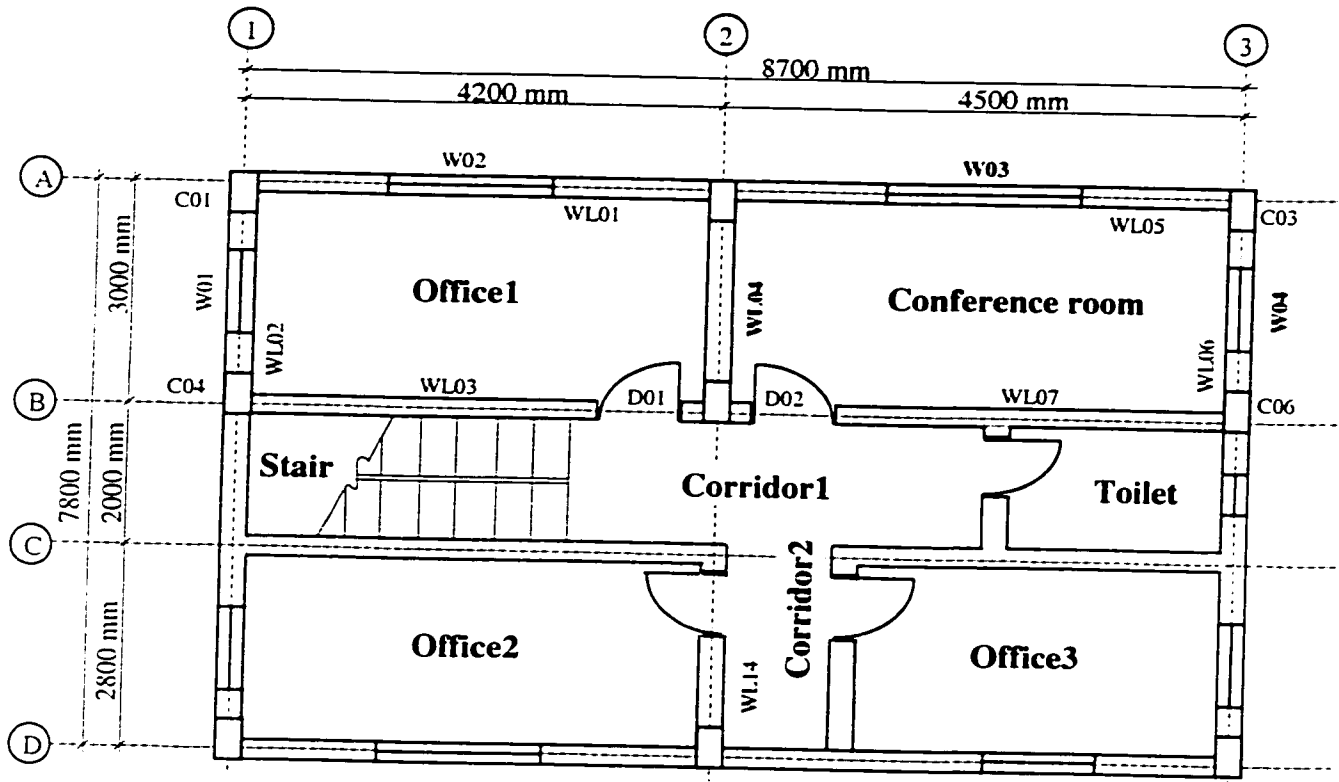 1
2
3
8700 mm
4200 mm
4500 mm
A
W02
W03
C01
WL01
WL05
C03
3000 mm
W01
Office1
WL04
Conference room
W04
WL02
WL06
C04
WL03
D01
D02
WL07
C06
B
7800 mm
2000 mm
Stair
Corridor1
Toilet
C
Corridor2
2800 mm
Office2
WL14
Office3
D